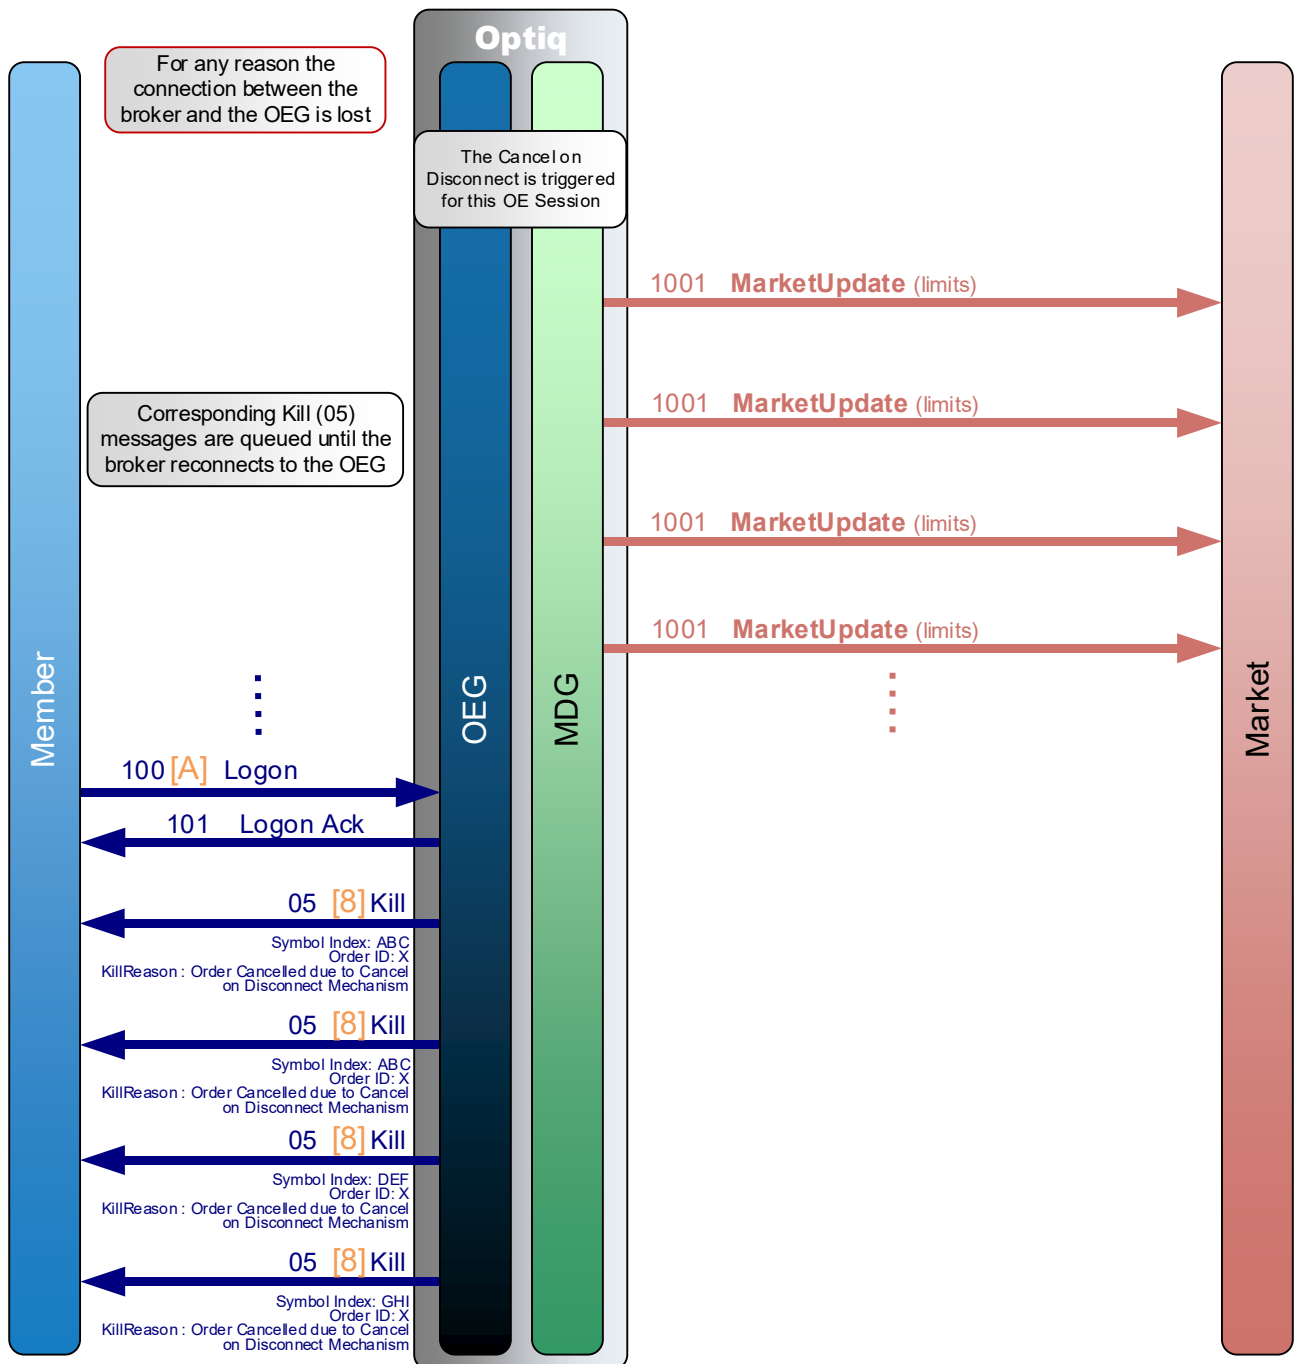 Optiq
For any reason the
connection between the
broker and the OEG is lost
The Cancel on
Disconnect is triggered
for this OE Session
1001 MarketUpdate (limits)
Corresponding Kill (05)
messages are queued until the
broker reconnects to the OEG
1001 MarketUpdate (limits)
1001 MarketUpdate (limits)
1001 MarketUpdate (limits)
Member
OEG
MDG
Market
100 [A] Logon
101 Logon Ack
05 [8] Kill
Symbol Index: ABC
Order ID: X
KillReason : Order Cancelled due to Cancel
on Disconnect Mechanism
05 [8] Kill
Symbol Index: ABC
Order ID: X
KillReason : Order Cancelled due to Cancel
on Disconnect Mechanism
05 [8] Kill
Symbol Index: DEF
Order ID: X
KillReason : Order Cancelled due to Cancel
on Disconnect Mechanism
05 [8] Kill
Symbol Index: GHI
Order ID: X
KillReason : Order Cancelled due to Cancel
on Disconnect Mechanism